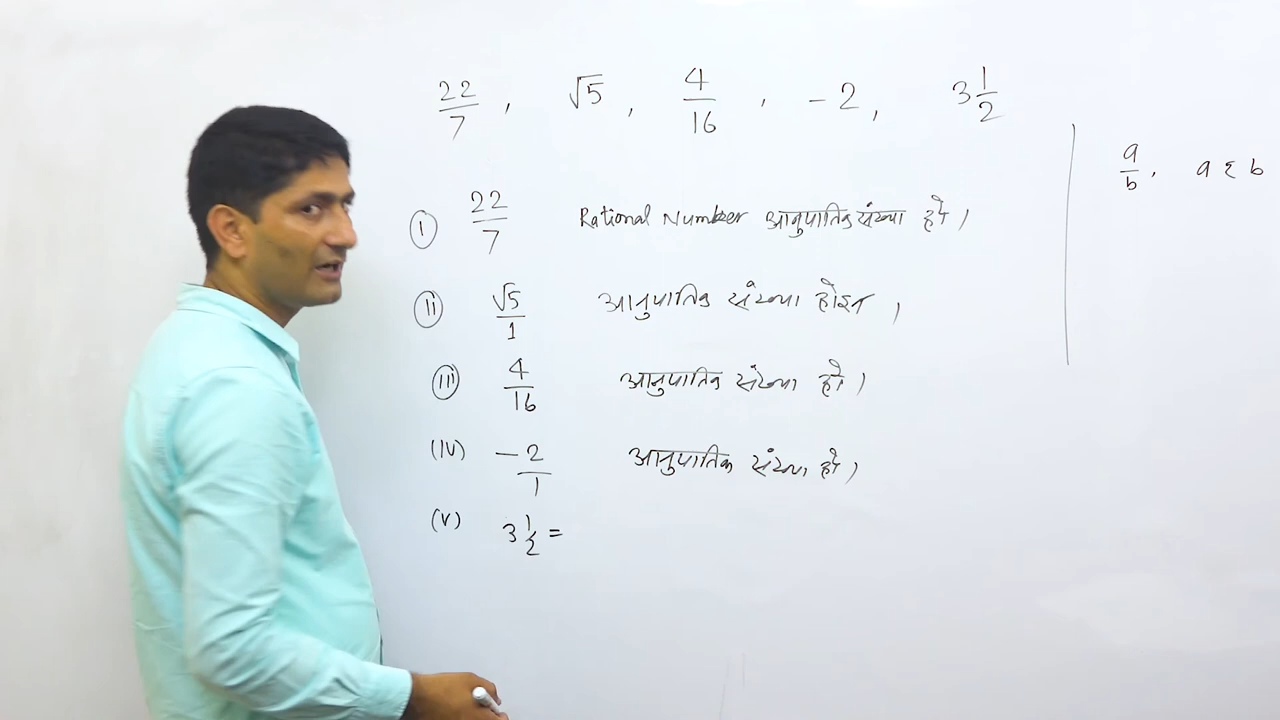 22/7, √5, 4/16, -2, 3 1/2
a/b, a र b
(i) 22/7 Rational Number आनुपातिक संख्या हो।
(ii) √5/1 आनुपातिक संख्या होइन।
(iii) 4/16 आनुपातिक संख्या हो।
(iv) -2/1 आनुपातिक संख्या हो।
(v) 3 1/2 =